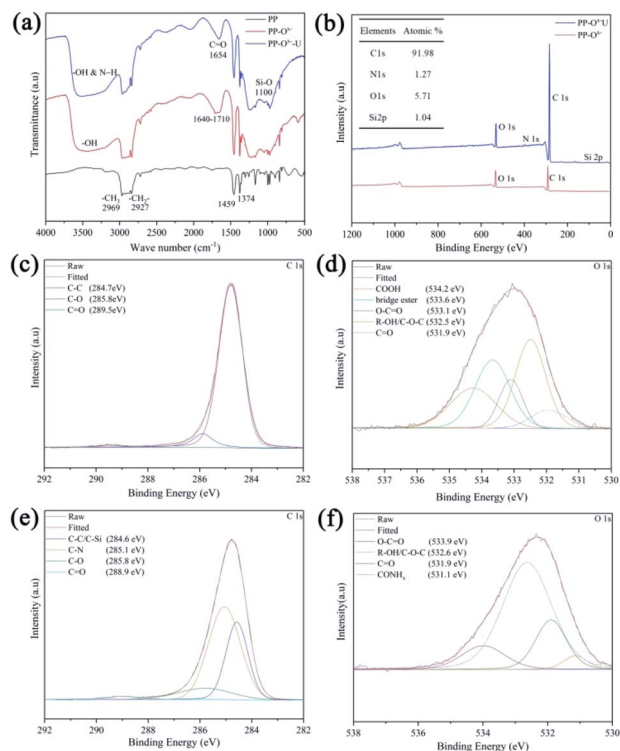 (a)
PP
PP-O^δ-
PP-O^δ--U
C=O
1654
-OH & N-H
Si-O
1100
1640-1710
-OH
-CH₃
2969
-CH₂-
2927
1459
1374
Transmittance (a.u)
4000 3500 3000 2500 2000 1500 1000 500
Wave number (cm⁻¹)
(b)
Elements Atomic %
C1s 91.98
N1s 1.27
O1s 5.71
Si2p 1.04
PP-O^δ-U
PP-O^δ-
C 1s
O 1s
N 1s
Si 2p
O 1s
C 1s
Intensity (a.u)
1200 1000 800 600 400 200 0
Binding Energy (eV)
(c)
C 1s
Raw
Fitted
C-C (284.7eV)
C-O (285.8eV)
C=O (289.5eV)
Intensity (a.u)
292 290 288 286 284 282
Binding Energy (eV)
(d)
O 1s
Raw
Fitted
COOH (534.2 eV)
bridge ester (533.6 eV)
O-C=O (533.1 eV)
R-OH/C-O-C (532.5 eV)
C=O (531.9 eV)
Intensity (a.u)
538 537 536 535 534 533 532 531 530
Binding Energy (eV)
(e)
C 1s
Raw
Fitted
C-C/C-Si (284.6 eV)
C-N (285.1 eV)
C-O (285.8 eV)
C=O (288.9 eV)
Intensity (a.u)
292 290 288 286 284 282
Binding Energy (eV)
(f)
O 1s
Raw
Fitted
O-C=O (533.9 eV)
R-OH/C-O-C (532.6 eV)
C=O (531.9 eV)
CONHₓ (531.1 eV)
Intensity(a.u)
538 536 534 532 530
Binding Energy (eV)